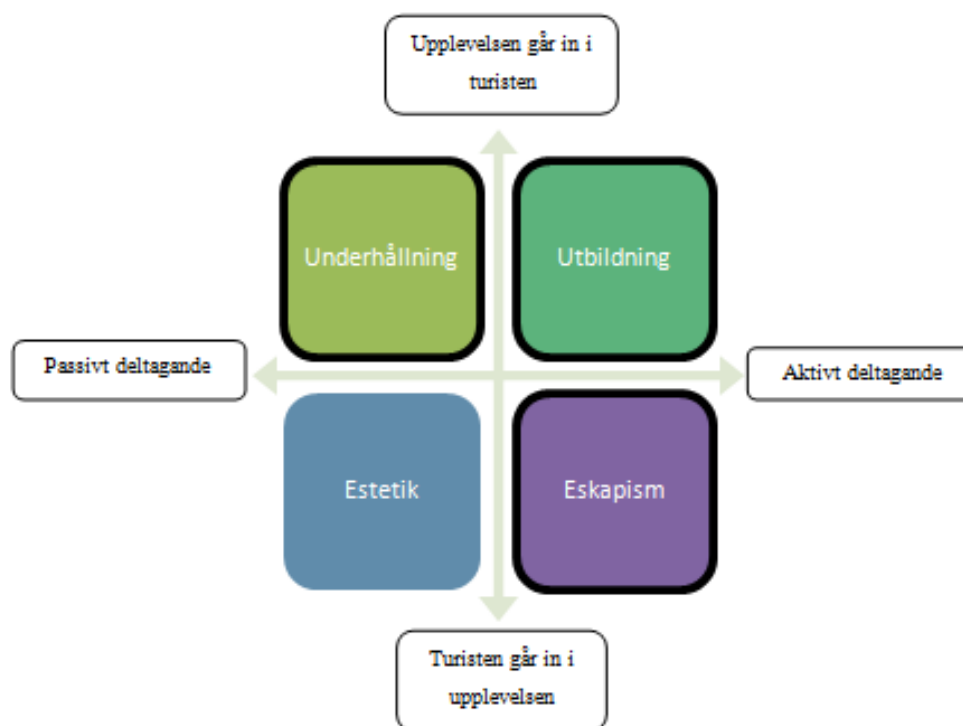 Upplevelsen går in i
turisten
Underhållning
Utbildning
Passivt deltagande
Aktivt deltagande
Estetik
Eskapism
Turisten går in i
upplevelsen